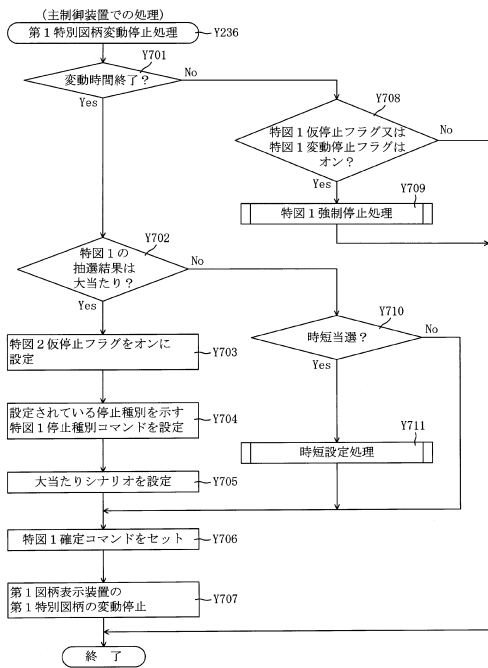 (主制御装置での処理)
第1特別図柄変動停止処理
Y236
Y701
変動時間終了?
No
Yes
Y708
特図1仮停止フラグ又は
特図1変動停止フラグは
オン?
No
Yes
Y709
特図1強制停止処理
Y702
特図1の
抽選結果は
大当たり?
No
Yes
Y710
時短当選?
No
Yes
特図2仮停止フラグをオンに
設定
Y703
設定されている停止種別を示す
特図1停止種別コマンドを設定
Y704
Y711
時短設定処理
大当たりシナリオを設定
Y705
特図1確定コマンドをセット
Y706
第1図柄表示装置の
第1特別図柄の変動停止
Y707
終 了